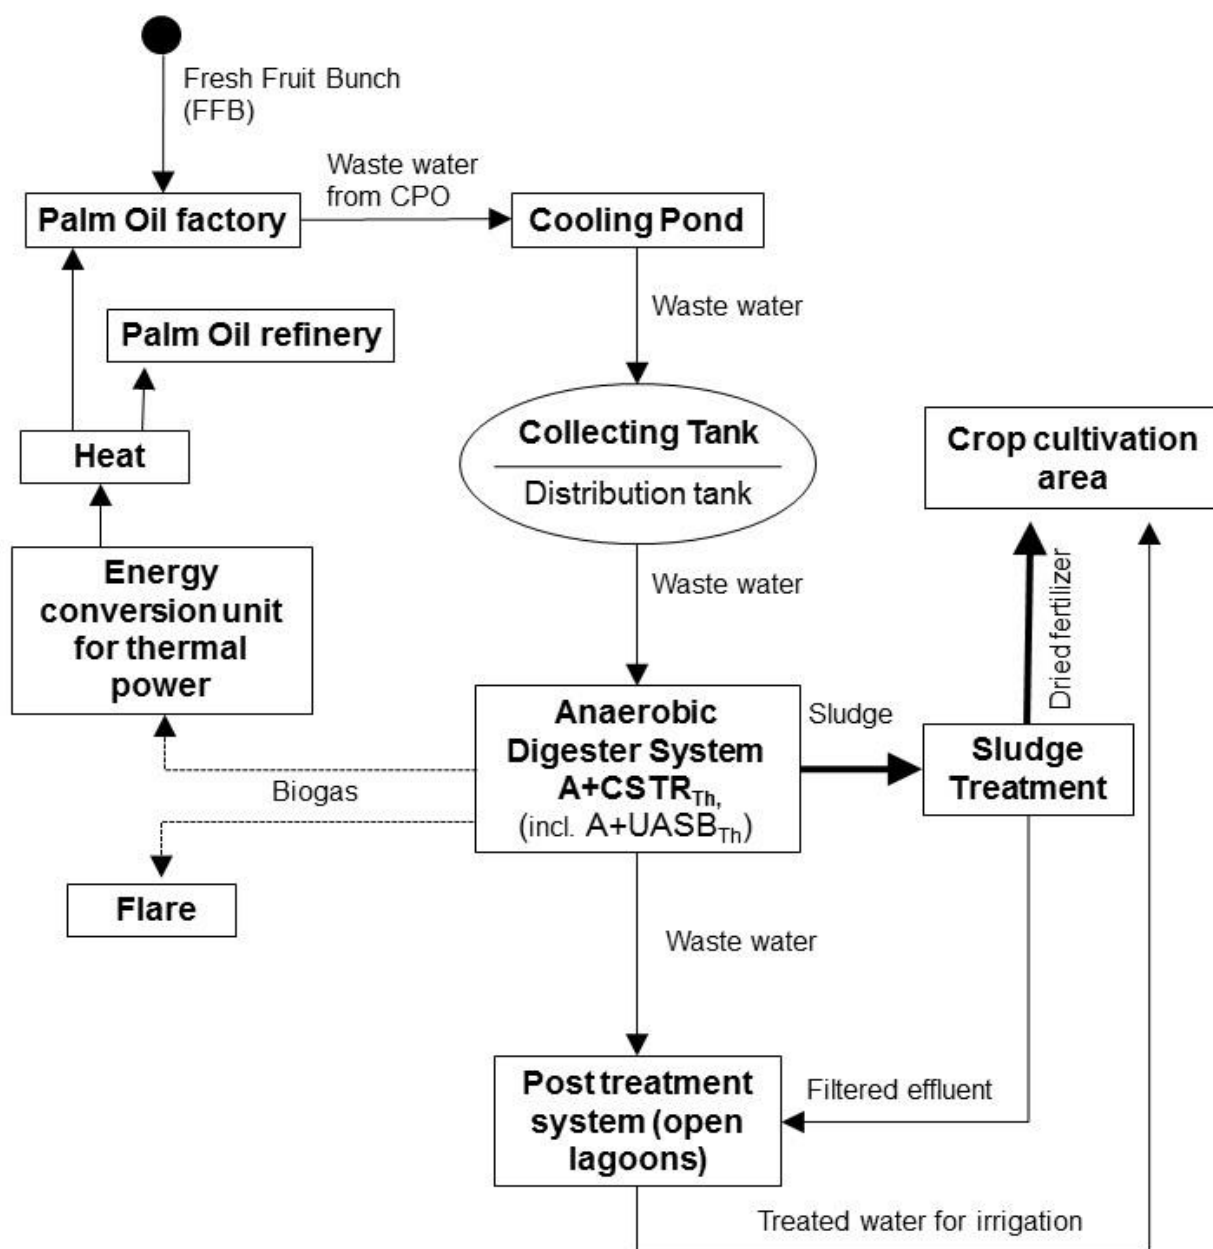 Fresh Fruit Bunch
(FFB)
Waste water
from CPO
Palm Oil factory
Cooling Pond
Waste water
Palm Oil refinery
Collecting Tank
Distribution tank
Crop cultivation
area
Heat
Energy
conversion unit
for thermal
power
Waste water
Dried fertilizer
Anaerobic
Digester System
A+CSTRTh,
(incl. A+UASBTh)
Sludge
Sludge
Treatment
Biogas
Flare
Waste water
Post treatment
system (open
lagoons)
Filtered effluent
Treated water for irrigation